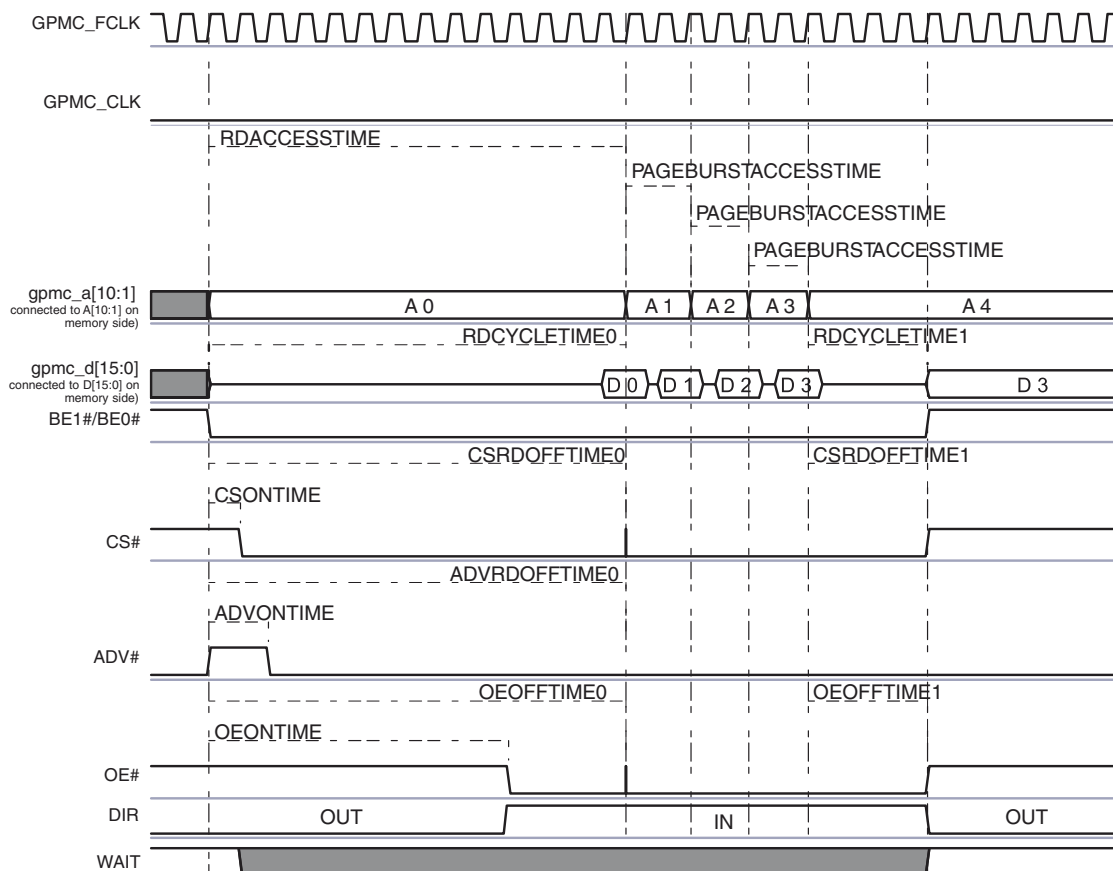 GPMC_FCLK
GPMC_CLK
RDACCESSTIME
PAGEBURSTACCESSTIME
PAGEBURSTACCESSTIME
PAGEBURSTACCESSTIME
gpmc_a[10:1]
connected to A[10:1] on
memory side)
A 0
A 1
A 2
A 3
A 4
RDCYCLETIME0
RDCYCLETIME1
gpmc_d[15:0]
connected to D[15:0] on
memory side)
D 0
D 1
D 2
D 3
D 3
BE1#/BE0#
CSRDOFFTIME0
CSRDOFFTIME1
CSONTIME
CS#
ADVRDOFFTIME0
ADVONTIME
ADV#
OEOFFTIME0
OEOFFTIME1
OEONTIME
OE#
DIR
OUT
IN
OUT
WAIT